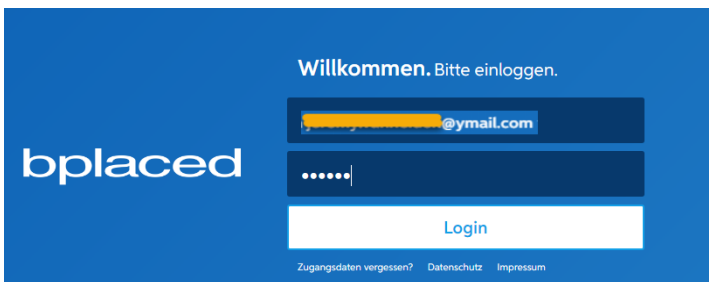 Willkommen. Bitte einloggen.
@ymail.com
bplaced
••••••
Login
Zugangsdaten vergessen? Datenschutz Impressum